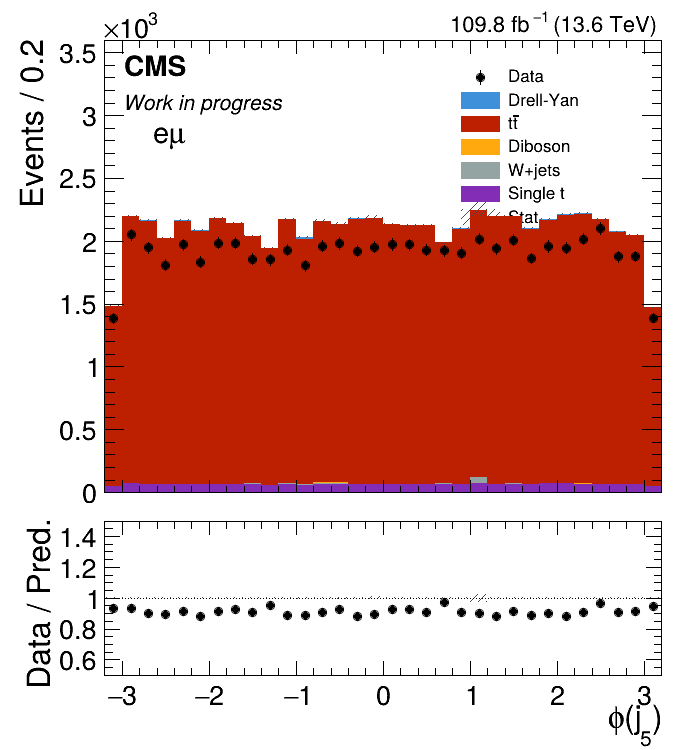 ×10³
109.8 fb⁻¹ (13.6 TeV)
CMS
Work in progress
eμ
Data
Drell-Yan
tt̅
Diboson
W+jets
Single t
Stat.
Events / 0.2
3.5
3
2.5
2
1.5
1
0.5
0
Data / Pred.
1.4
1.2
1
0.8
0.6
−3 −2 −1 0 1 2 3
ϕ(j₅)